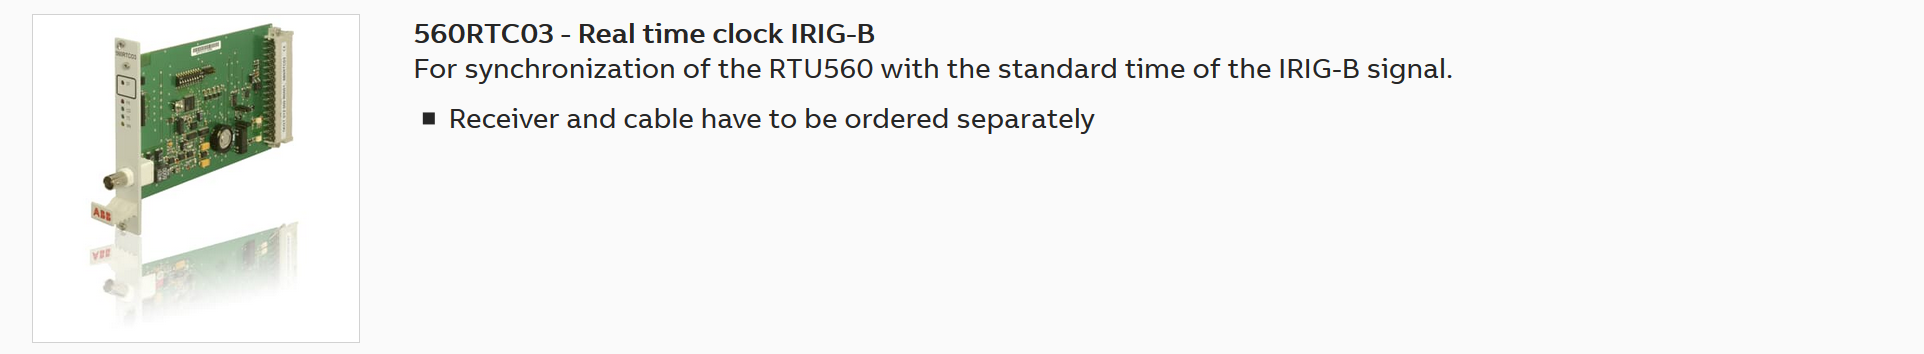 560RTC03 - Real time clock IRIG-B
For synchronization of the RTU560 with the standard time of the IRIG-B signal.
■ Receiver and cable have to be ordered separately
ABB